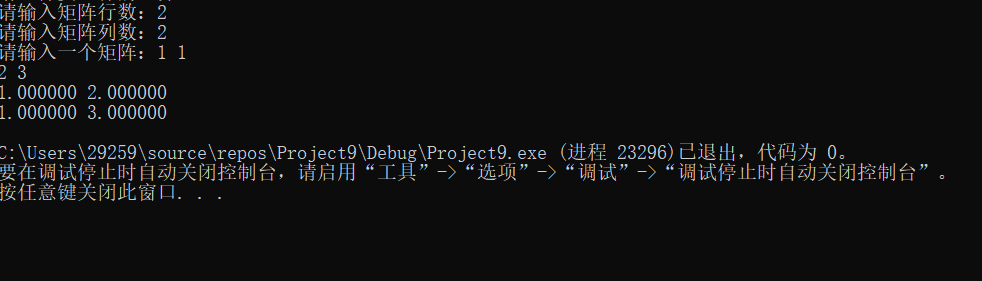 请输入矩阵行数：2
请输入矩阵列数：2
请输入一个矩阵：1 1
2 3
1.000000 2.000000
1.000000 3.000000
C:\Users\29259\source\repos\Project9\Debug\Project9.exe (进程 23296)已退出，代码为 0。
要在调试停止时自动关闭控制台，请启用“工具”->“选项”->“调试”->“调试停止时自动关闭控制台”。
按任意键关闭此窗口. . .